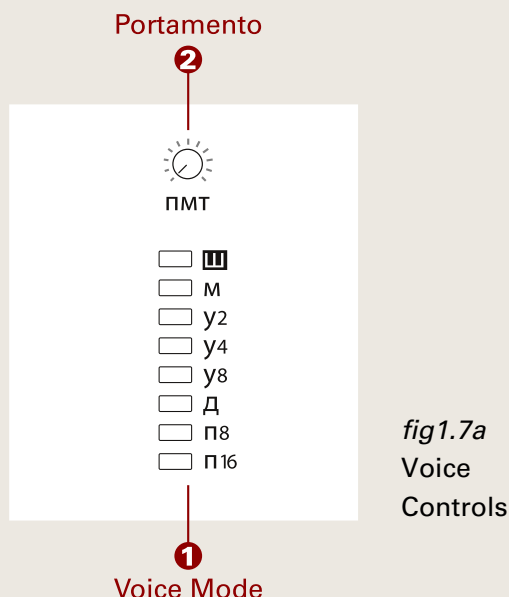 Portamento
2
пмт
м
у2
у4
у8
д
п8
п16
fig1.7a
Voice
Controls
1
Voice Mode